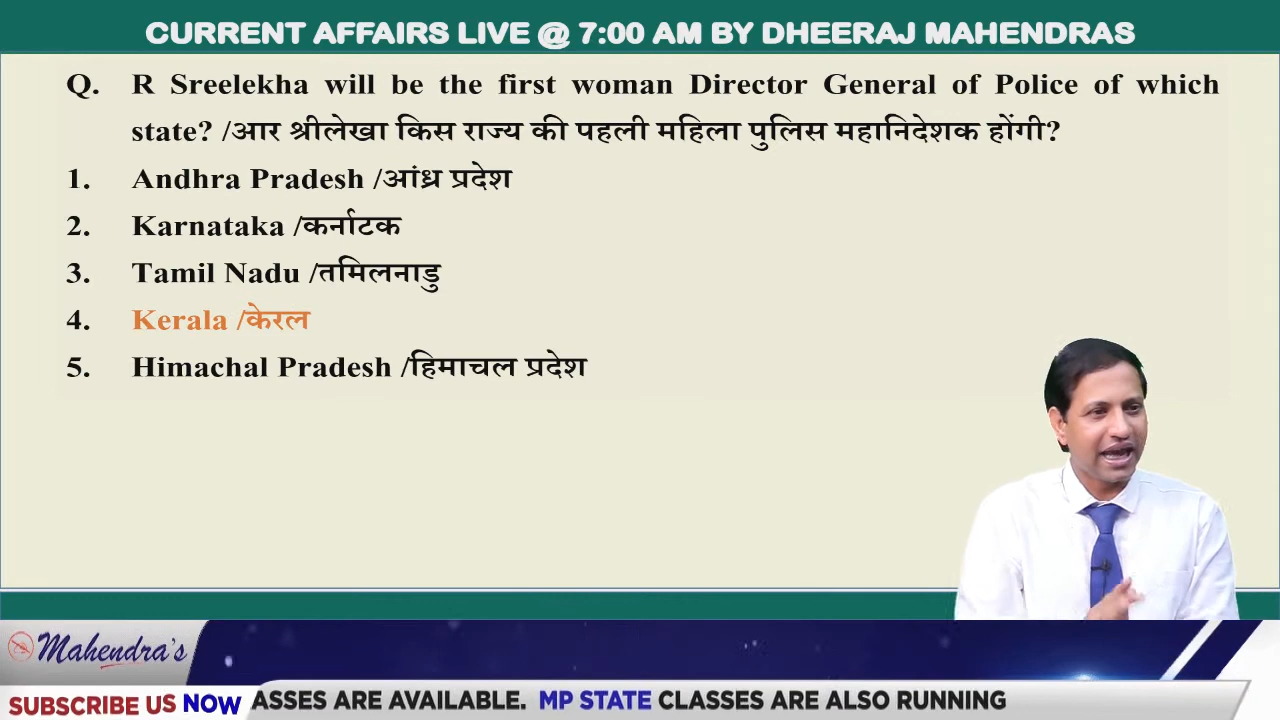 CURRENT AFFAIRS LIVE @ 7:00 AM BY DHEERAJ MAHENDRAS
Q. R Sreelekha will be the first woman Director General of Police of which
state? /आर श्रीलेखा किस राज्य की पहली महिला पुलिस महानिदेशक होंगी?
1. Andhra Pradesh /आंध्र प्रदेश
2. Karnataka /कर्नाटक
3. Tamil Nadu /तमिलनाडु
4. Kerala /केरल
5. Himachal Pradesh /हिमाचल प्रदेश
Mahendra's
SUBSCRIBE US NOW ASSES ARE AVAILABLE. MP STATE CLASSES ARE ALSO RUNNING